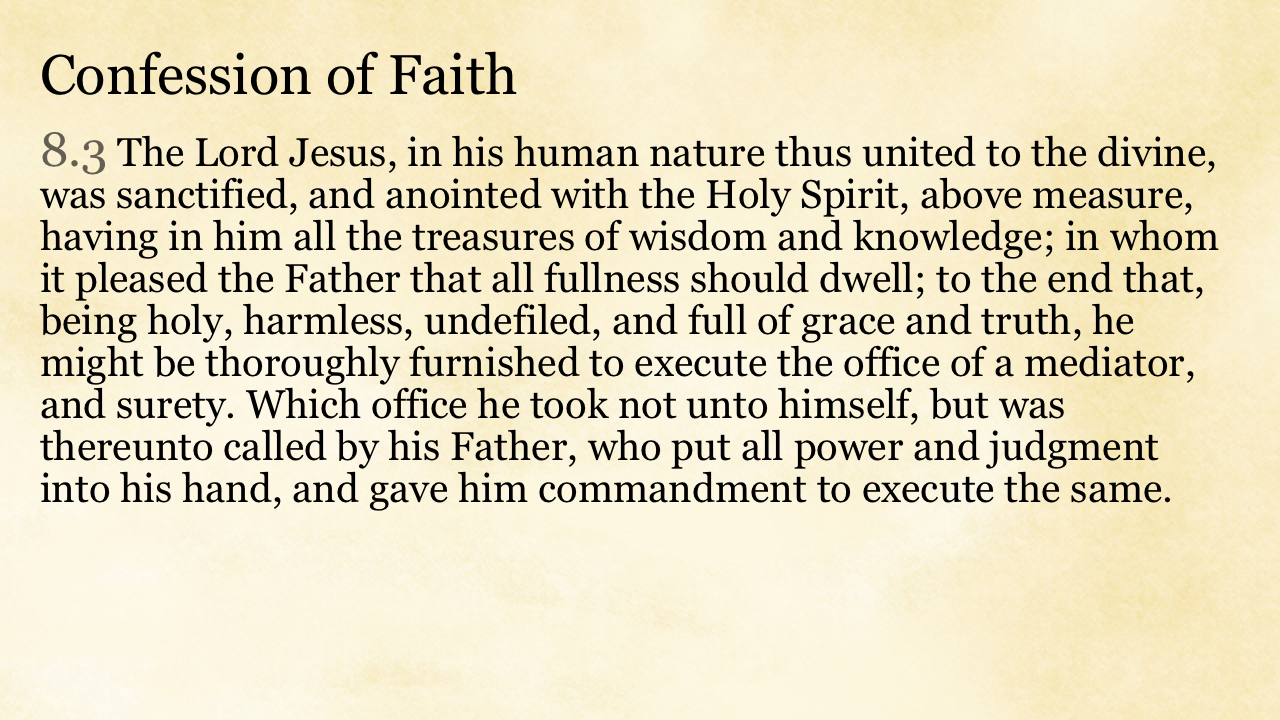 Confession of Faith
8.3 The Lord Jesus, in his human nature thus united to the divine,
was sanctified, and anointed with the Holy Spirit, above measure,
having in him all the treasures of wisdom and knowledge; in whom
it pleased the Father that all fullness should dwell; to the end that,
being holy, harmless, undefiled, and full of grace and truth, he
might be thoroughly furnished to execute the office of a mediator,
and surety. Which office he took not unto himself, but was
thereunto called by his Father, who put all power and judgment
into his hand, and gave him commandment to execute the same.